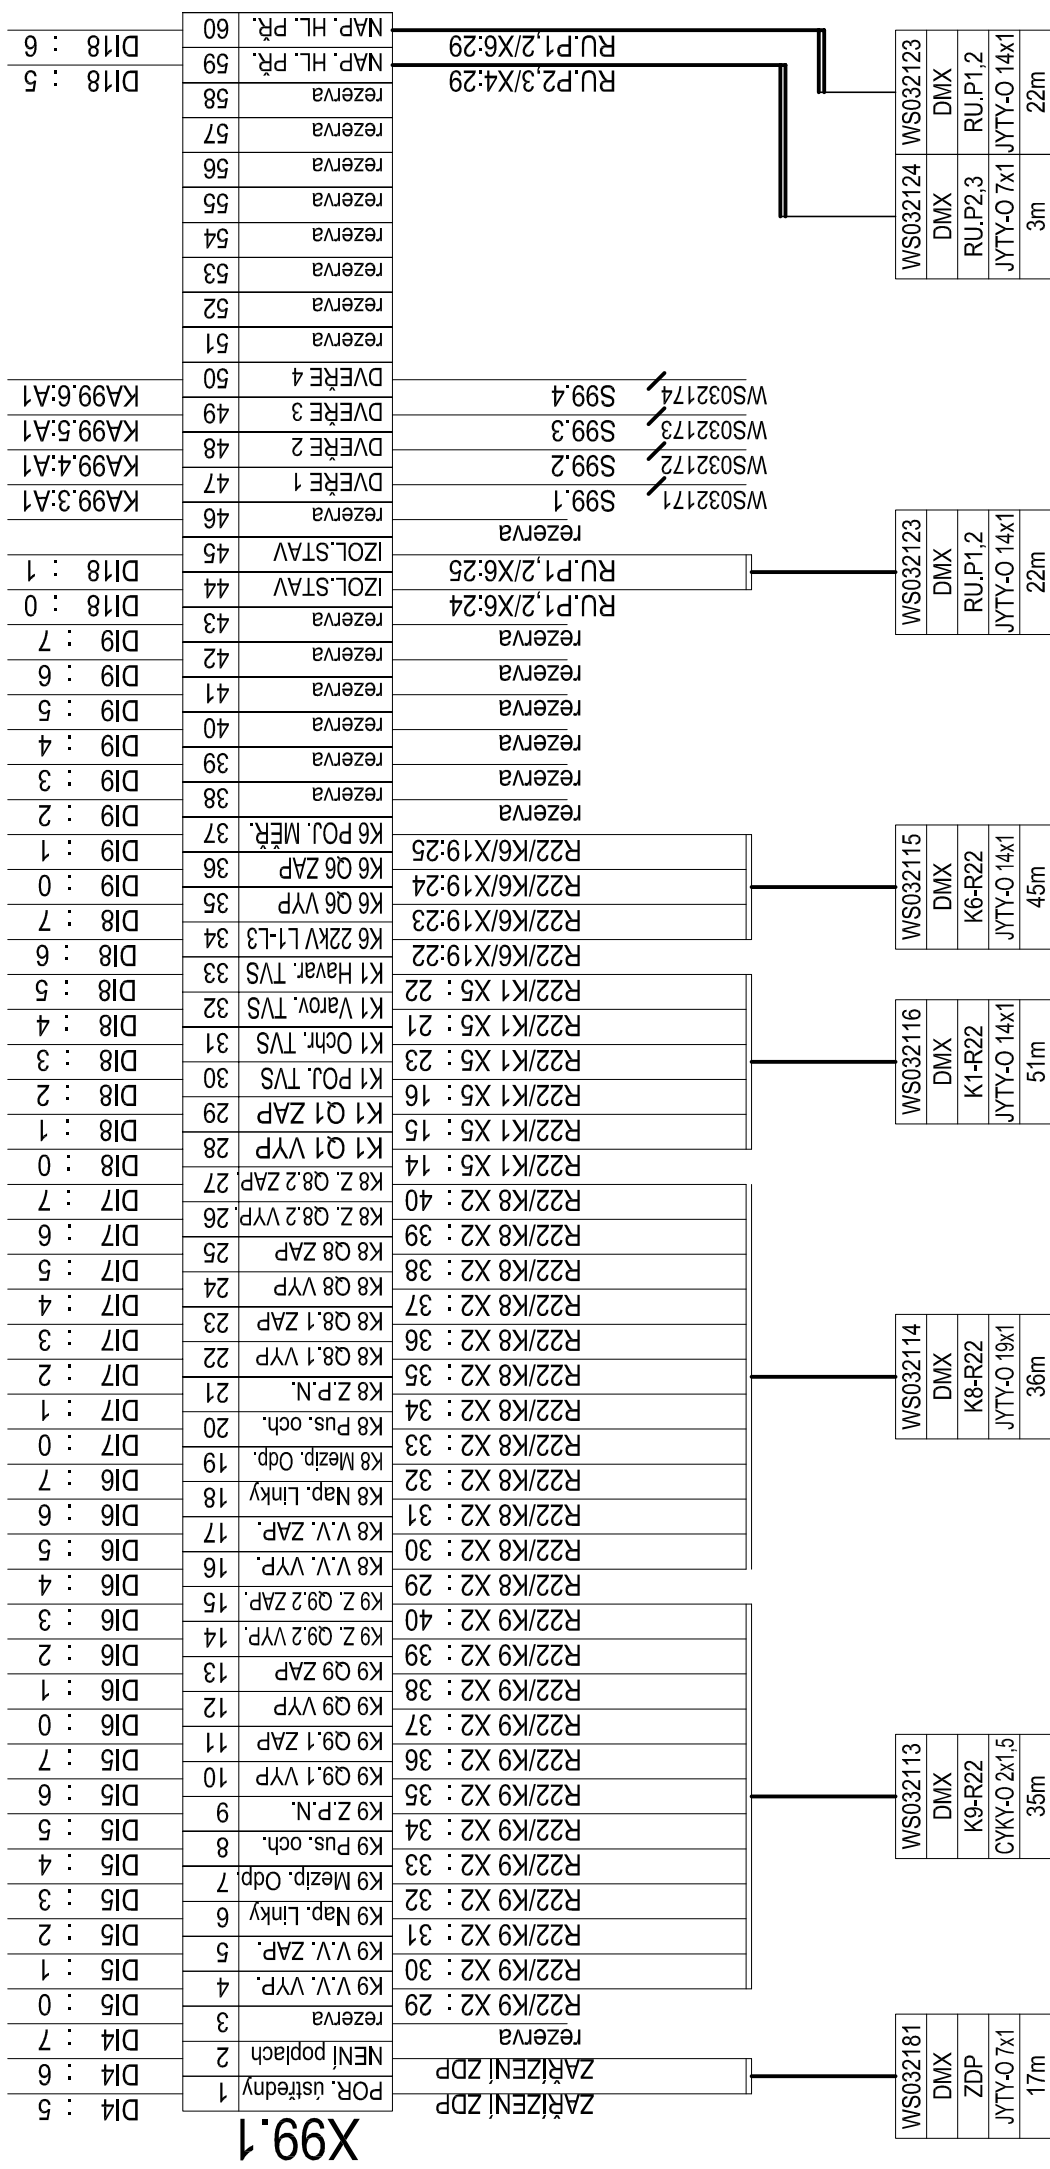 X99.1
ZAŘÍZENÍ ZDP POR. ústředny 1 DI4 : 5
ZAŘÍZENÍ ZDP NENÍ poplach 2 DI4 : 6
rezerva rezerva 3 DI4 : 7
R22/K9 X2 : 29 K9 V.V. VYP. 4 DI5 : 0
R22/K9 X2 : 30 K9 V.V. ZAP. 5 DI5 : 1
R22/K9 X2 : 31 K9 Nap. Linky 6 DI5 : 2
R22/K9 X2 : 32 K9 Mezip. Odp. 7 DI5 : 3
R22/K9 X2 : 33 K9 Pus. och. 8 DI5 : 4
R22/K9 X2 : 34 K9 Z.P.N. 9 DI5 : 5
R22/K9 X2 : 35 K9 Q9.1 VYP 10 DI5 : 6
R22/K9 X2 : 36 K9 Q9.1 ZAP 11 DI5 : 7
R22/K9 X2 : 37 K9 Q9 VYP 12 DI6 : 0
R22/K9 X2 : 38 K9 Q9 ZAP 13 DI6 : 1
R22/K9 X2 : 39 K9 Z. Q9.2 VYP. 14 DI6 : 2
R22/K9 X2 : 40 K9 Z. Q9.2 ZAP. 15 DI6 : 3
R22/K8 X2 : 29 K8 V.V. VYP. 16 DI6 : 4
R22/K8 X2 : 30 K8 V.V. ZAP. 17 DI6 : 5
R22/K8 X2 : 31 K8 Nap. Linky 18 DI6 : 6
R22/K8 X2 : 32 K8 Mezip. Odp. 19 DI6 : 7
R22/K8 X2 : 33 K8 Pus. och. 20 DI7 : 0
R22/K8 X2 : 34 K8 Z.P.N. 21 DI7 : 1
R22/K8 X2 : 35 K8 Q8.1 VYP 22 DI7 : 2
R22/K8 X2 : 36 K8 Q8.1 ZAP 23 DI7 : 3
R22/K8 X2 : 37 K8 Q8 VYP 24 DI7 : 4
R22/K8 X2 : 38 K8 Q8 ZAP 25 DI7 : 5
R22/K8 X2 : 39 K8 Z. Q8.2 VYP. 26 DI7 : 6
R22/K8 X2 : 40 K8 Z. Q8.2 ZAP. 27 DI7 : 7
R22/K1 X5 : 14 K1 Q1 VYP 28 DI8 : 0
R22/K1 X5 : 15 K1 Q1 ZAP 29 DI8 : 1
R22/K1 X5 : 16 K1 POJ. TVS 30 DI8 : 2
R22/K1 X5 : 23 K1 Ochr. TVS 31 DI8 : 3
R22/K1 X5 : 21 K1 Varov. TVS 32 DI8 : 4
R22/K1 X5 : 22 K1 Havar. TVS 33 DI8 : 5
R22/K6/X19:22 K6 22kV L1-L3 34 DI8 : 6
R22/K6/X19:23 K6 Q6 VYP 35 DI8 : 7
R22/K6/X19:24 K6 Q6 ZAP 36 DI9 : 0
R22/K6/X19:25 K6 POJ. MĚŘ. 37 DI9 : 1
rezerva rezerva 38 DI9 : 2
rezerva rezerva 39 DI9 : 3
rezerva rezerva 40 DI9 : 4
rezerva rezerva 41 DI9 : 5
rezerva rezerva 42 DI9 : 6
rezerva rezerva 43 DI9 : 7
RU.P1,2/X6:24 IZOL.STAV 44 DI18 : 0
RU.P1,2/X6:25 IZOL.STAV 45 DI18 : 1
rezerva rezerva 46
WS032171 S99.1 DVEŘE 1 47 KA99.3:A1
WS032172 S99.2 DVEŘE 2 48 KA99.4:A1
WS032173 S99.3 DVEŘE 3 49 KA99.5:A1
WS032174 S99.4 DVEŘE 4 50 KA99.6:A1
rezerva 51
rezerva 52
rezerva 53
rezerva 54
rezerva 55
rezerva 56
rezerva 57
rezerva 58
RU.P2,3/X4:29 NAP. HL. PŘ. 59 DI18 : 5
RU.P1,2/X6:29 NAP. HL. PŘ. 60 DI18 : 6
WS032181
DMX
ZDP
JYTY-O 7x1
17m
WS032113
DMX
K9-R22
CYKY-O 2x1,5
35m
WS032114
DMX
K8-R22
JYTY-O 19x1
36m
WS032116
DMX
K1-R22
JYTY-O 14x1
51m
WS032115
DMX
K6-R22
JYTY-O 14x1
45m
WS032123
DMX
RU.P1,2
JYTY-O 14x1
22m
WS032124
DMX
RU.P2,3
JYTY-O 7x1
3m
WS032123
DMX
RU.P1,2
JYTY-O 14x1
22m